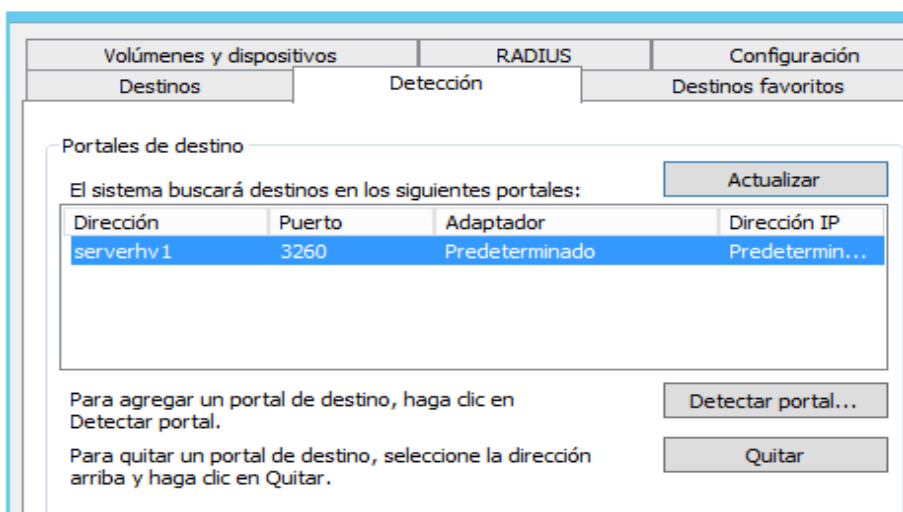 Volúmenes y dispositivos RADIUS Configuración
Destinos Detección Destinos favoritos
Portales de destino
El sistema buscará destinos en los siguientes portales: Actualizar
Dirección Puerto Adaptador Dirección IP
serverhv1 3260 Predeterminado Predetermin...
Para agregar un portal de destino, haga clic en
Detectar portal.
Detectar portal...
Para quitar un portal de destino, seleccione la dirección
arriba y haga clic en Quitar.
Quitar